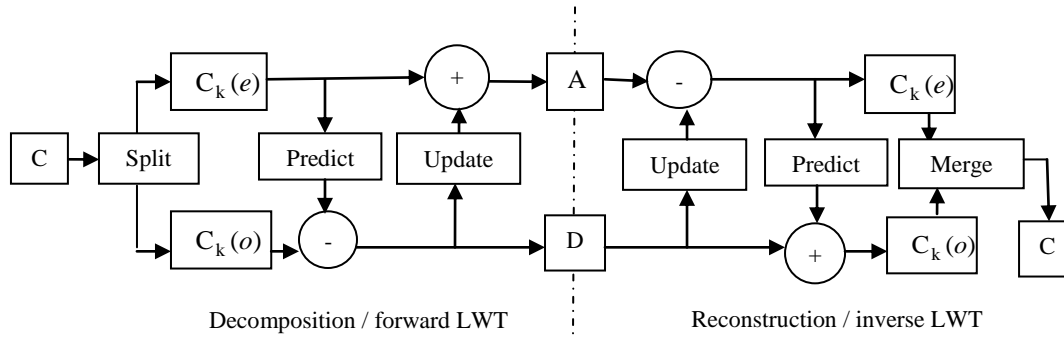 C
Split
C_k(e)
C_k(o)
Predict
-
+
Update
A
D
-
Update
Predict
+
C_k(e)
Merge
C_k(o)
C
Decomposition / forward LWT
Reconstruction / inverse LWT